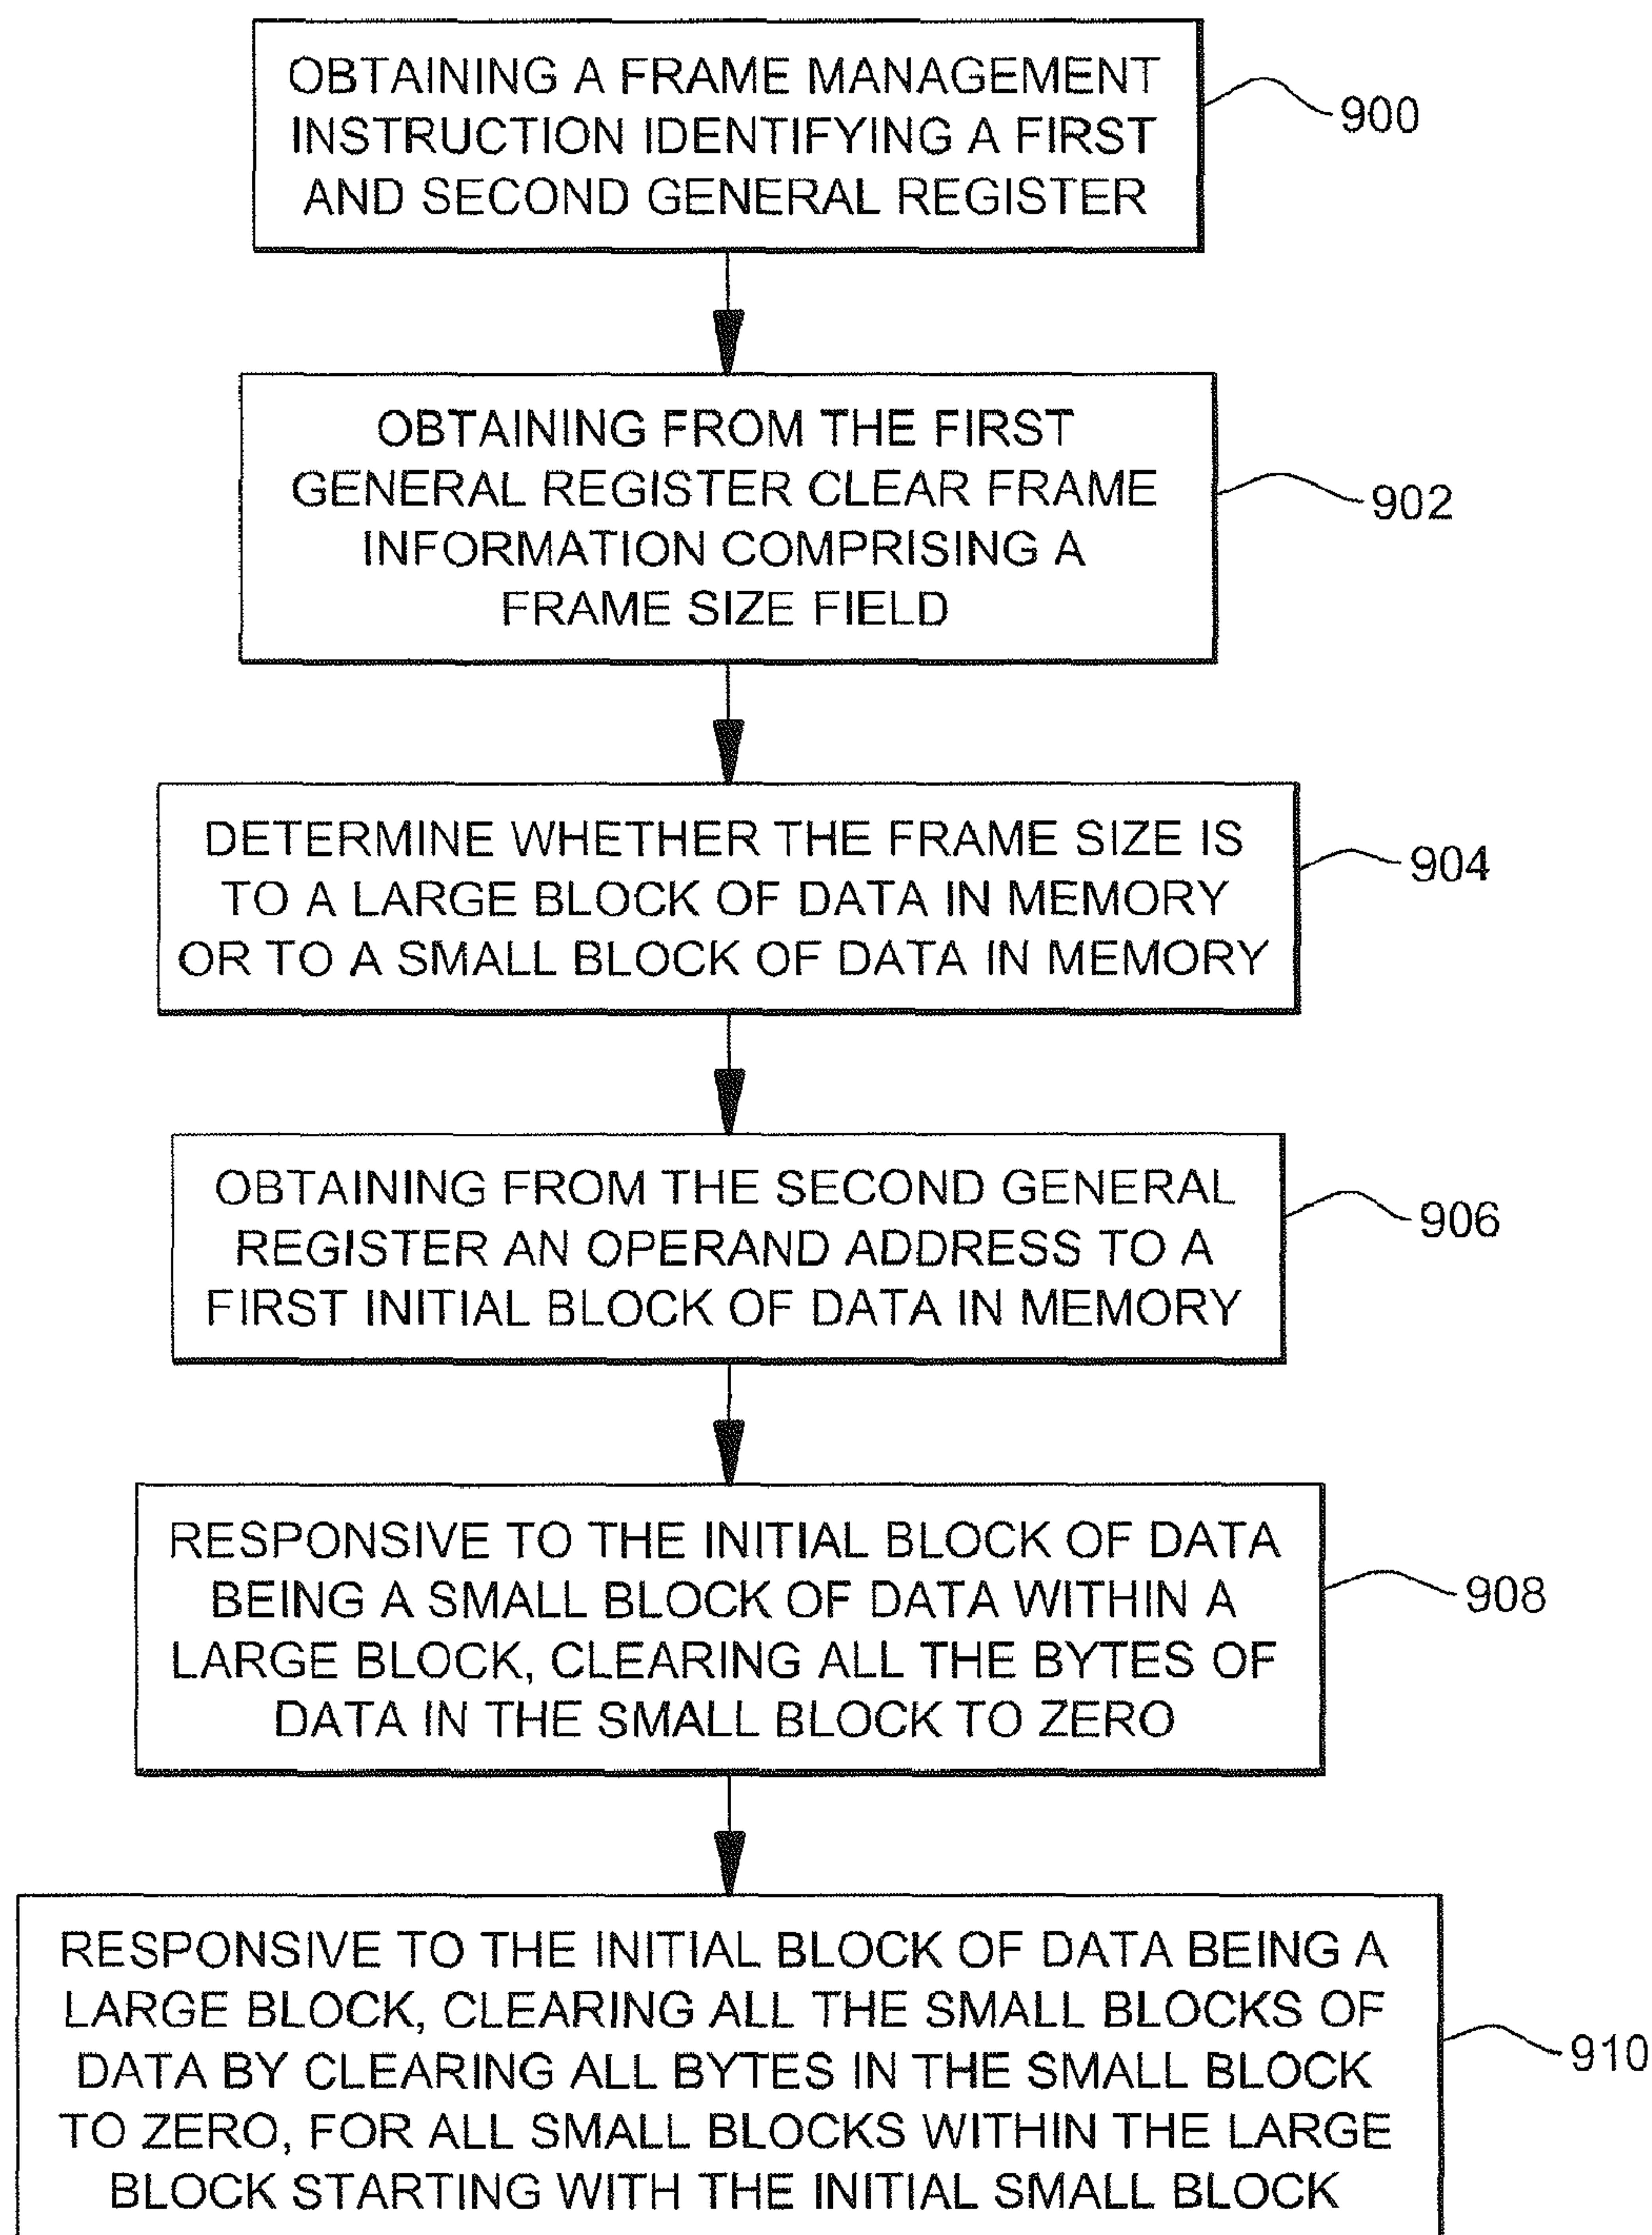 OBTAINING A FRAME MANAGEMENT
INSTRUCTION IDENTIFYING A FIRST
AND SECOND GENERAL REGISTER
900
OBTAINING FROM THE FIRST
GENERAL REGISTER CLEAR FRAME
INFORMATION COMPRISING A
FRAME SIZE FIELD
902
DETERMINE WHETHER THE FRAME SIZE IS
TO A LARGE BLOCK OF DATA IN MEMORY
OR TO A SMALL BLOCK OF DATA IN MEMORY
904
OBTAINING FROM THE SECOND GENERAL
REGISTER AN OPERAND ADDRESS TO A
FIRST INITIAL BLOCK OF DATA IN MEMORY
906
RESPONSIVE TO THE INITIAL BLOCK OF DATA
BEING A SMALL BLOCK OF DATA WITHIN A
LARGE BLOCK, CLEARING ALL THE BYTES OF
DATA IN THE SMALL BLOCK TO ZERO
908
RESPONSIVE TO THE INITIAL BLOCK OF DATA BEING A
LARGE BLOCK, CLEARING ALL THE SMALL BLOCKS OF
DATA BY CLEARING ALL BYTES IN THE SMALL BLOCK
TO ZERO, FOR ALL SMALL BLOCKS WITHIN THE LARGE
BLOCK STARTING WITH THE INITIAL SMALL BLOCK
910